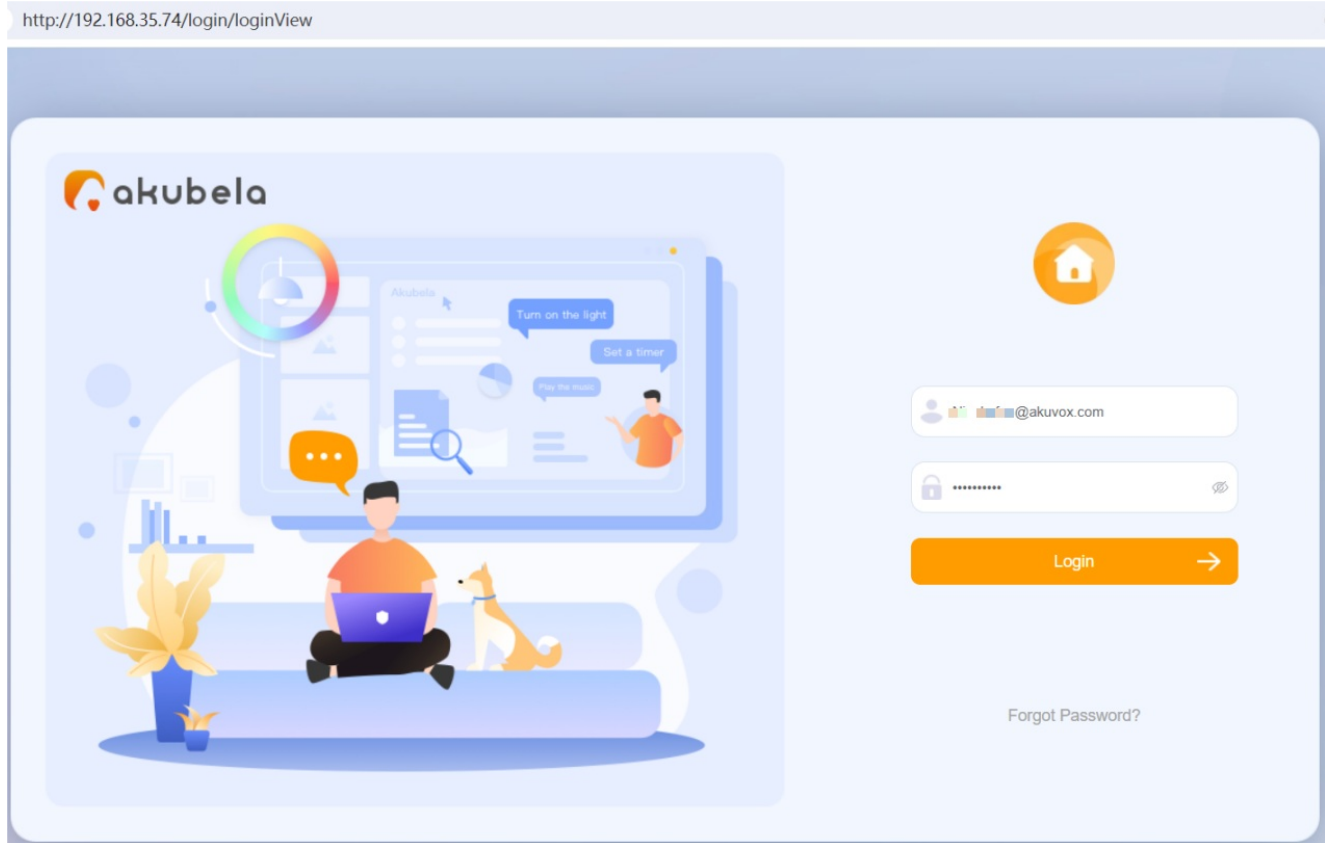 http://192.168.35.74/login/loginView
akubela
Akubela
Turn on the light
Set a timer
Play the music
@akuvox.com
••••••••••
Login
Forgot Password?